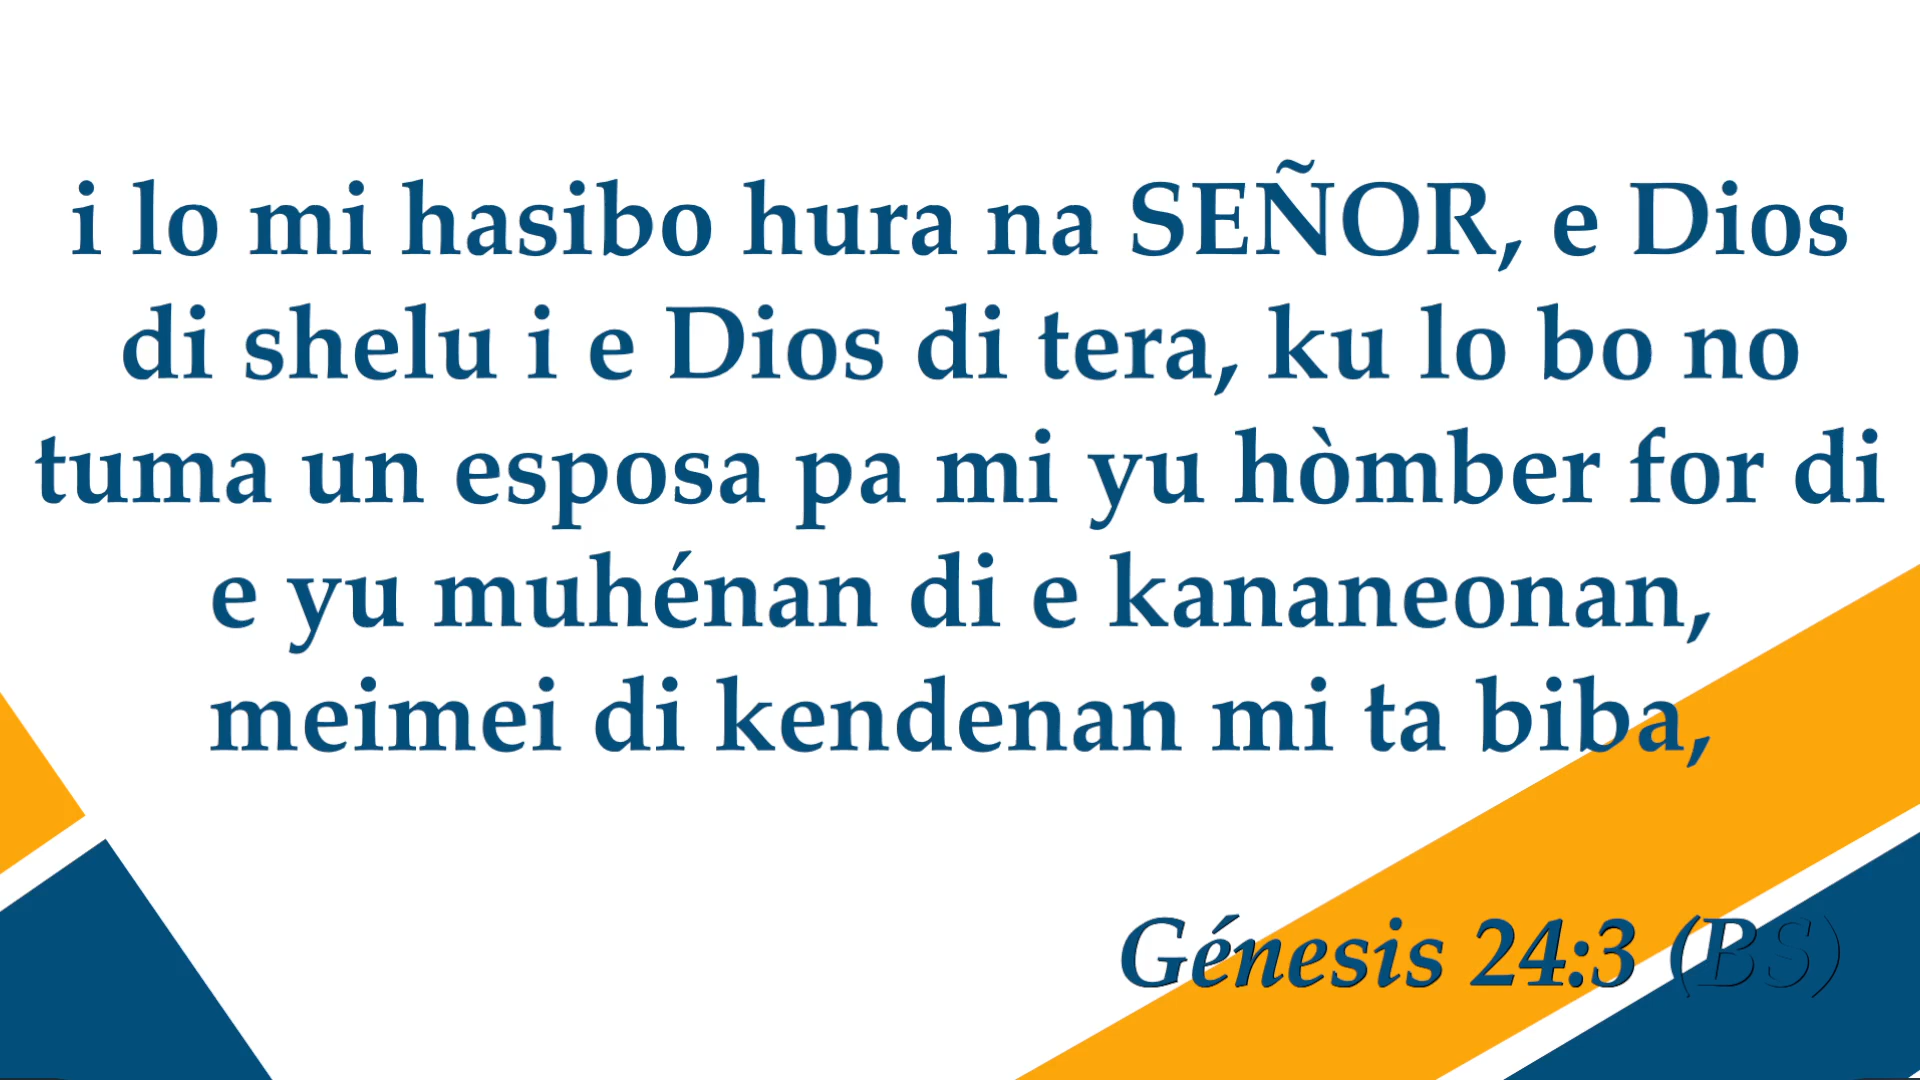 i lo mi hasibo hura na SEÑOR, e Dios
di shelu i e Dios di tera, ku lo bo no
tuma un esposa pa mi yu hòmber for di
e yu muhénan di e kananeonan,
meimei di kendenan mi ta biba,
Génesis 24:3 (BS)